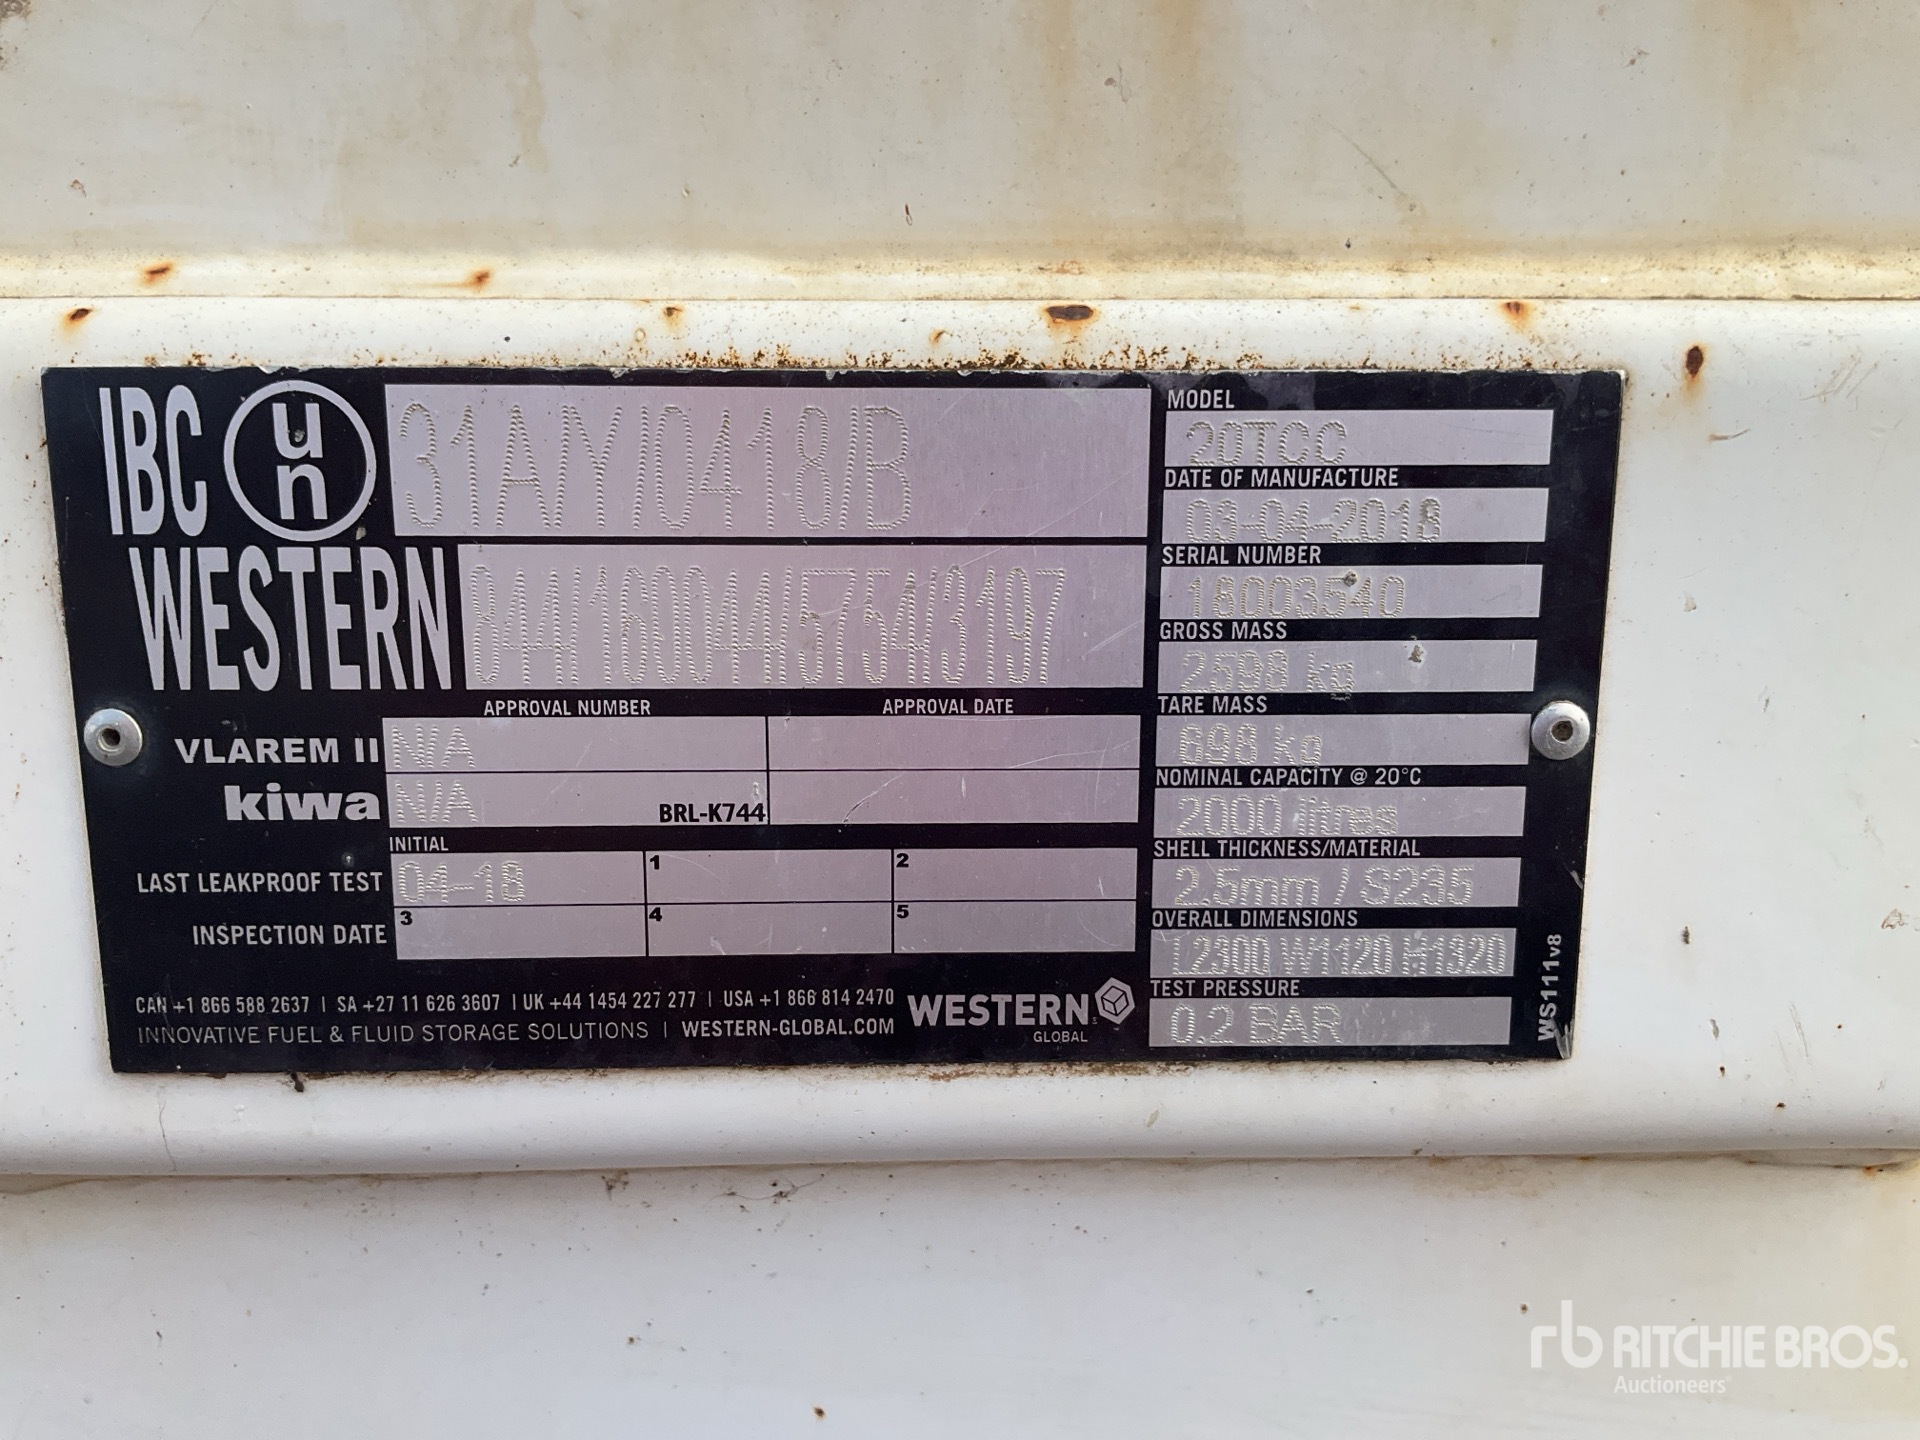 IBC un 31A/Y/0418/B
WESTERN 844/160044/5754/3197
APPROVAL NUMBER APPROVAL DATE
VLAREM II N/A
kiwa N/A BRL-K744
INITIAL
LAST LEAKPROOF TEST 04-18 1 2
INSPECTION DATE 3 4 5
CAN +1 866 588 2637 | SA +27 11 626 3607 | UK +44 1454 227 277 | USA +1 866 814 2470
INNOVATIVE FUEL & FLUID STORAGE SOLUTIONS | WESTERN-GLOBAL.COM
WESTERN
GLOBAL
MODEL
20TCC
DATE OF MANUFACTURE
03-04-2018
SERIAL NUMBER
18003540
GROSS MASS
2598 kg
TARE MASS
698 kg
NOMINAL CAPACITY @ 20°C
2000 litres
SHELL THICKNESS/MATERIAL
2.5mm / S235
OVERALL DIMENSIONS
L2300 W1120 H1320
TEST PRESSURE
0.2 BAR
WS111v8
rb RITCHIE BROS.
Auctioneers